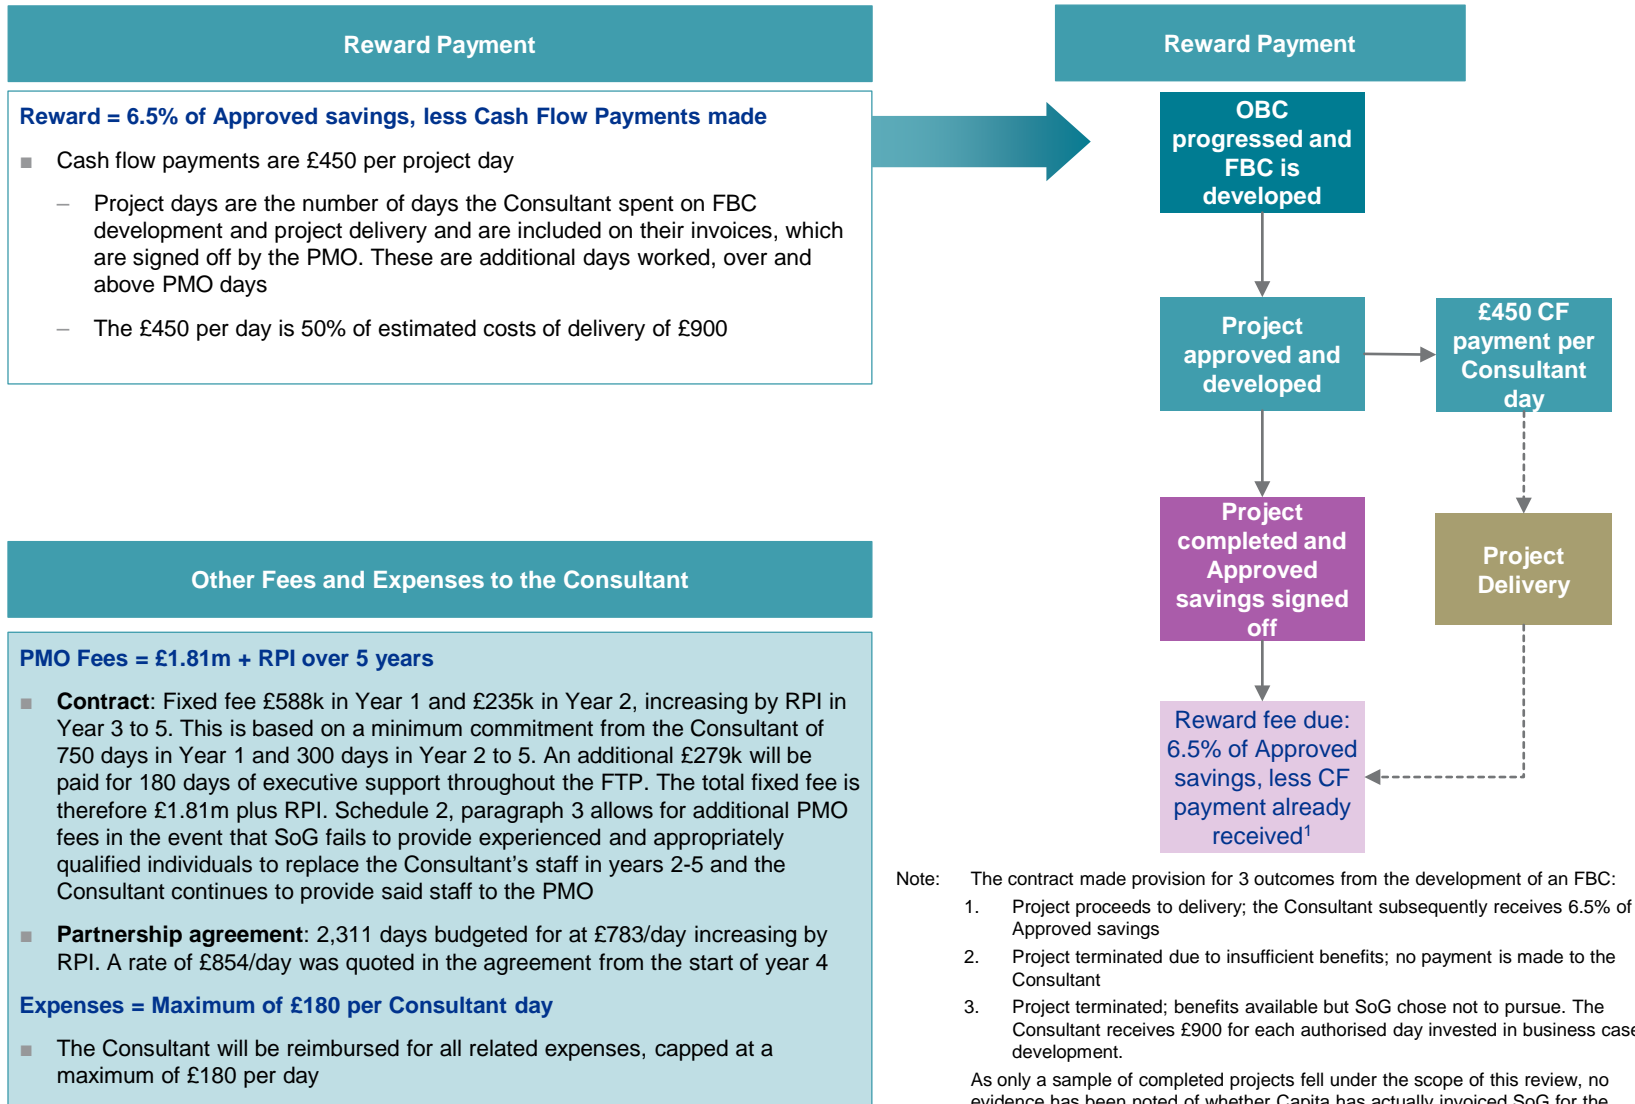 Reward Payment
Reward = 6.5% of Approved savings, less Cash Flow Payments made
■ Cash flow payments are £450 per project day
– Project days are the number of days the Consultant spent on FBC
development and project delivery and are included on their invoices, which
are signed off by the PMO. These are additional days worked, over and
above PMO days
– The £450 per day is 50% of estimated costs of delivery of £900
Other Fees and Expenses to the Consultant
PMO Fees = £1.81m + RPI over 5 years
■ Contract: Fixed fee £588k in Year 1 and £235k in Year 2, increasing by RPI in
Year 3 to 5. This is based on a minimum commitment from the Consultant of
750 days in Year 1 and 300 days in Year 2 to 5. An additional £279k will be
paid for 180 days of executive support throughout the FTP. The total fixed fee is
therefore £1.81m plus RPI. Schedule 2, paragraph 3 allows for additional PMO
fees in the event that SoG fails to provide experienced and appropriately
qualified individuals to replace the Consultant's staff in years 2-5 and the
Consultant continues to provide said staff to the PMO
■ Partnership agreement: 2,311 days budgeted for at £783/day increasing by
RPI. A rate of £854/day was quoted in the agreement from the start of year 4
Expenses = Maximum of £180 per Consultant day
■ The Consultant will be reimbursed for all related expenses, capped at a
maximum of £180 per day
Reward Payment
OBC
progressed and
FBC is
developed
Project
approved and
developed
£450 CF
payment per
Consultant
day
Project
completed and
Approved
savings signed
off
Project
Delivery
Reward fee due:
6.5% of Approved
savings, less CF
payment already
received1
Note: The contract made provision for 3 outcomes from the development of an FBC:
1. Project proceeds to delivery; the Consultant subsequently receives 6.5% of
Approved savings
2. Project terminated due to insufficient benefits; no payment is made to the
Consultant
3. Project terminated; benefits available but SoG chose not to pursue. The
Consultant receives £900 for each authorised day invested in business case
development.
As only a sample of completed projects fell under the scope of this review, no
evidence has been noted of whether Capita has actually invoiced SoG for the